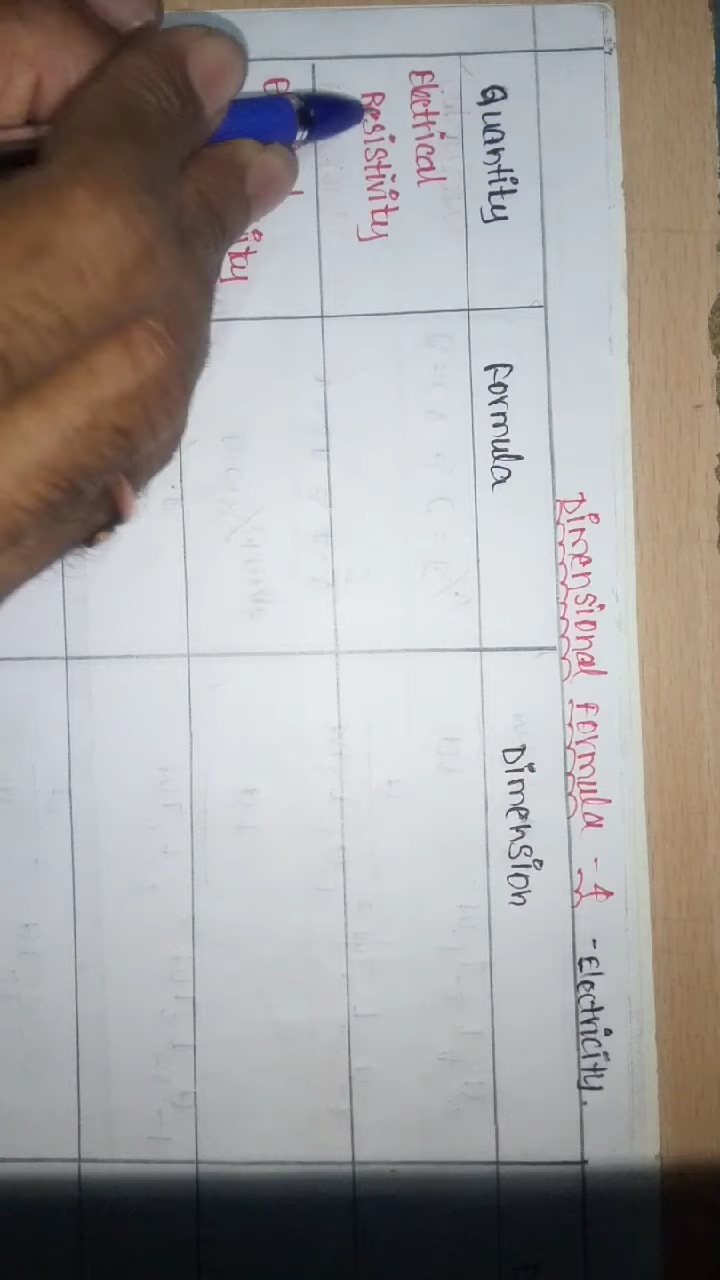 Dimensional Formula - 1 - Electricity.
Quantity Formula Dimension
Electrical
Resistivity